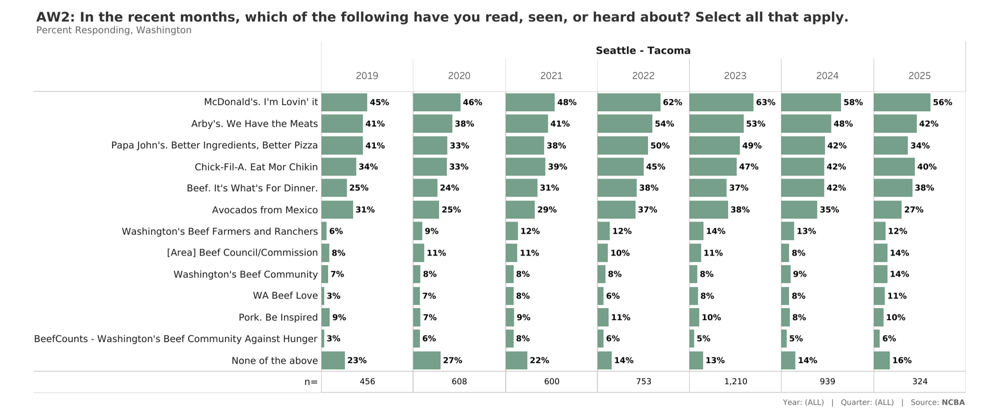 AW2: In the recent months, which of the following have you read, seen, or heard about? Select all that apply.
Percent Responding, Washington
Seattle - Tacoma
2019 2020 2021 2022 2023 2024 2025
McDonald's. I'm Lovin' it 45% 46% 48% 62% 63% 58% 56%
Arby's. We Have the Meats 41% 38% 41% 54% 53% 48% 42%
Papa John's. Better Ingredients, Better Pizza 41% 33% 38% 50% 49% 42% 34%
Chick-Fil-A. Eat Mor Chikin 34% 33% 39% 45% 47% 42% 40%
Beef. It's What's For Dinner. 25% 24% 31% 38% 37% 42% 38%
Avocados from Mexico 31% 25% 29% 37% 38% 35% 27%
Washington's Beef Farmers and Ranchers 6% 9% 12% 12% 14% 13% 12%
[Area] Beef Council/Commission 8% 11% 11% 10% 11% 8% 14%
Washington's Beef Community 7% 8% 8% 8% 8% 9% 14%
WA Beef Love 3% 7% 8% 6% 8% 8% 11%
Pork. Be Inspired 9% 7% 9% 11% 10% 8% 10%
BeefCounts - Washington's Beef Community Against Hunger 3% 6% 8% 6% 5% 5% 6%
None of the above 23% 27% 22% 14% 13% 14% 16%
n= 456 608 600 753 1,210 939 324
Year: (ALL) | Quarter: (ALL) | Source: NCBA